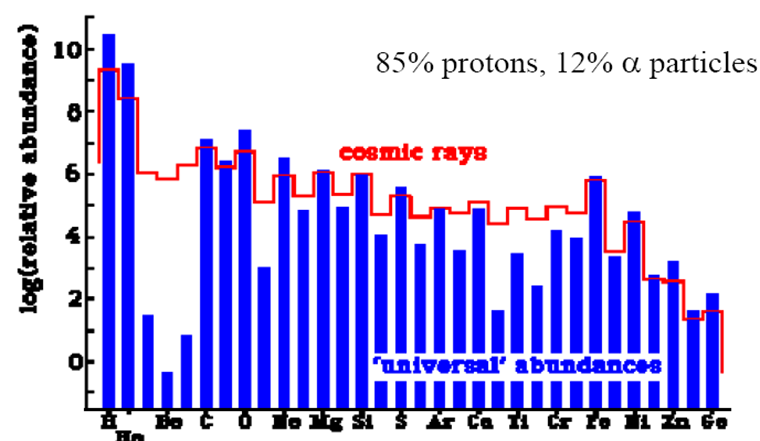 85% protons, 12% α particles
log(relative abundance)
10
8
6
4
2
0
cosmic rays
'universal' abundances
H He Be C O Ne Mg Si S Ar Ca Ti Cr Fe Ni Zn Ge